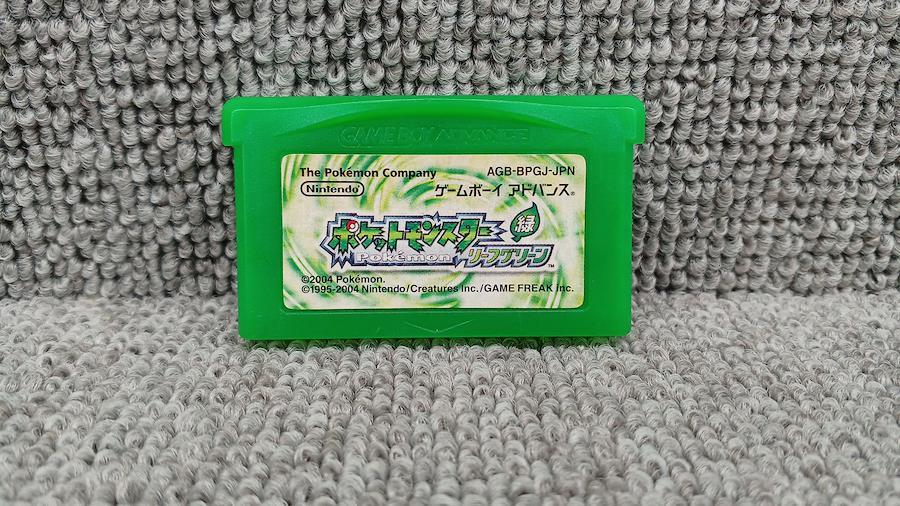 GAME BOY ADVANCE
The Pokémon Company AGB-BPGJ-JPN
Nintendo® ゲームボーイ アドバンス®
ポケットモンスター 緑
Pokémon リーフグリーン™
©2004 Pokémon.
©1995-2004 Nintendo/Creatures inc./GAME FREAK inc.